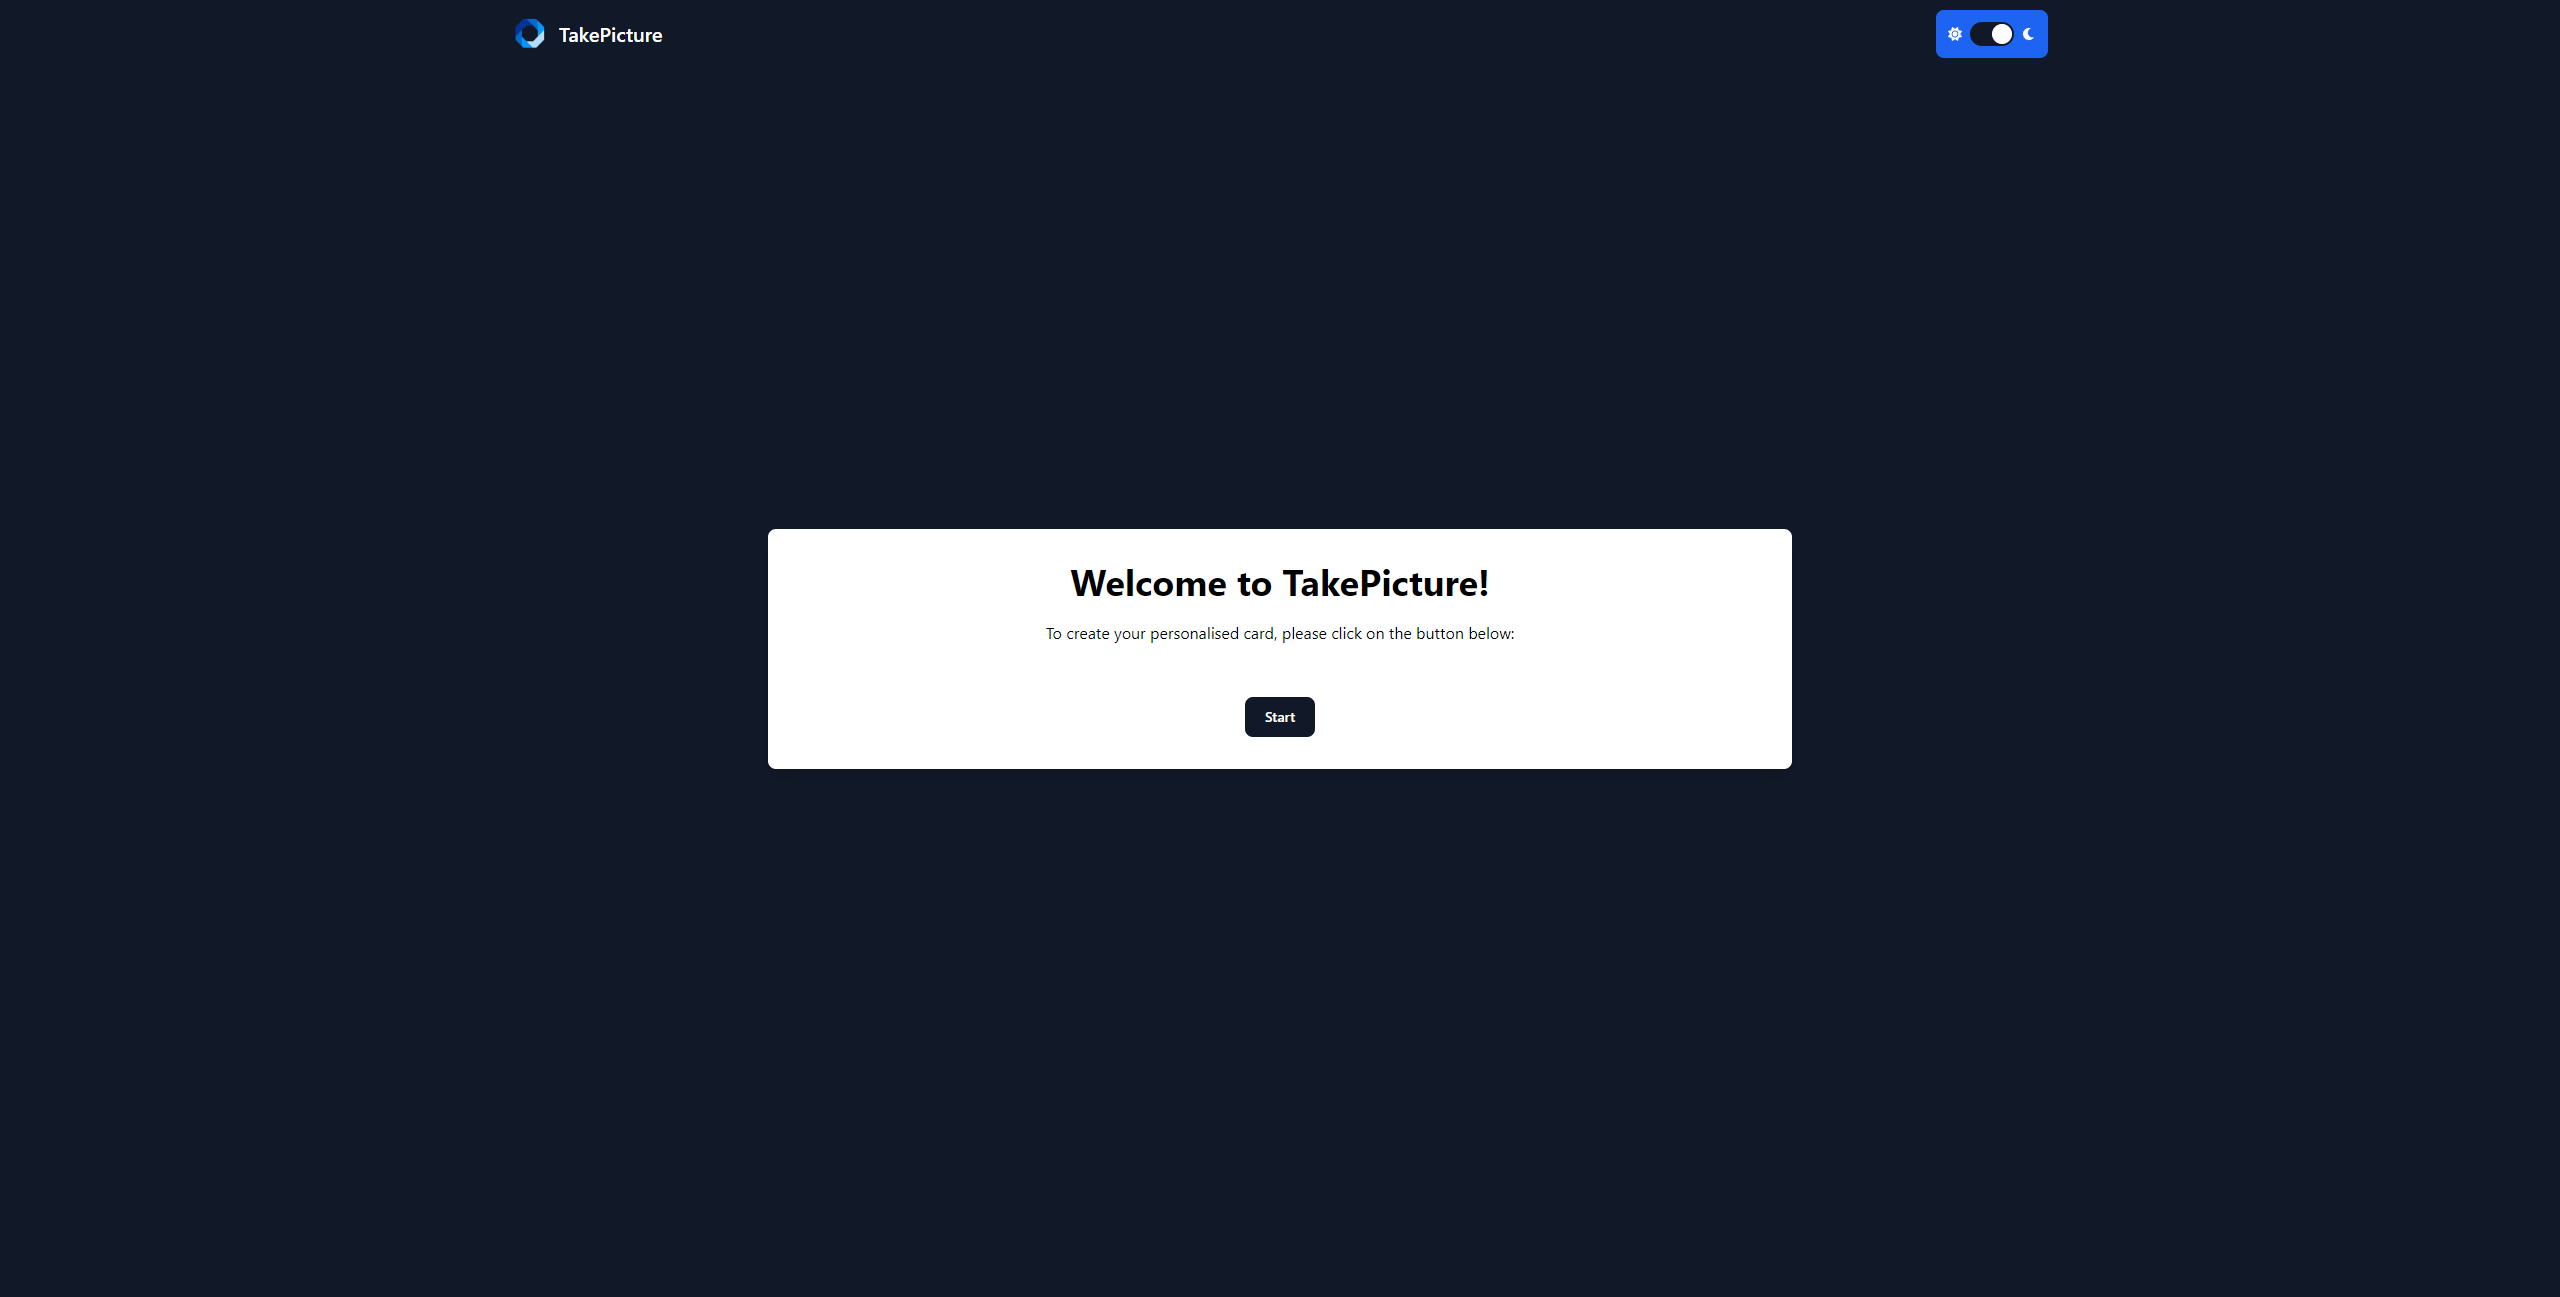 TakePicture
Welcome to TakePicture!
To create your personalised card, please click on the button below:
Start